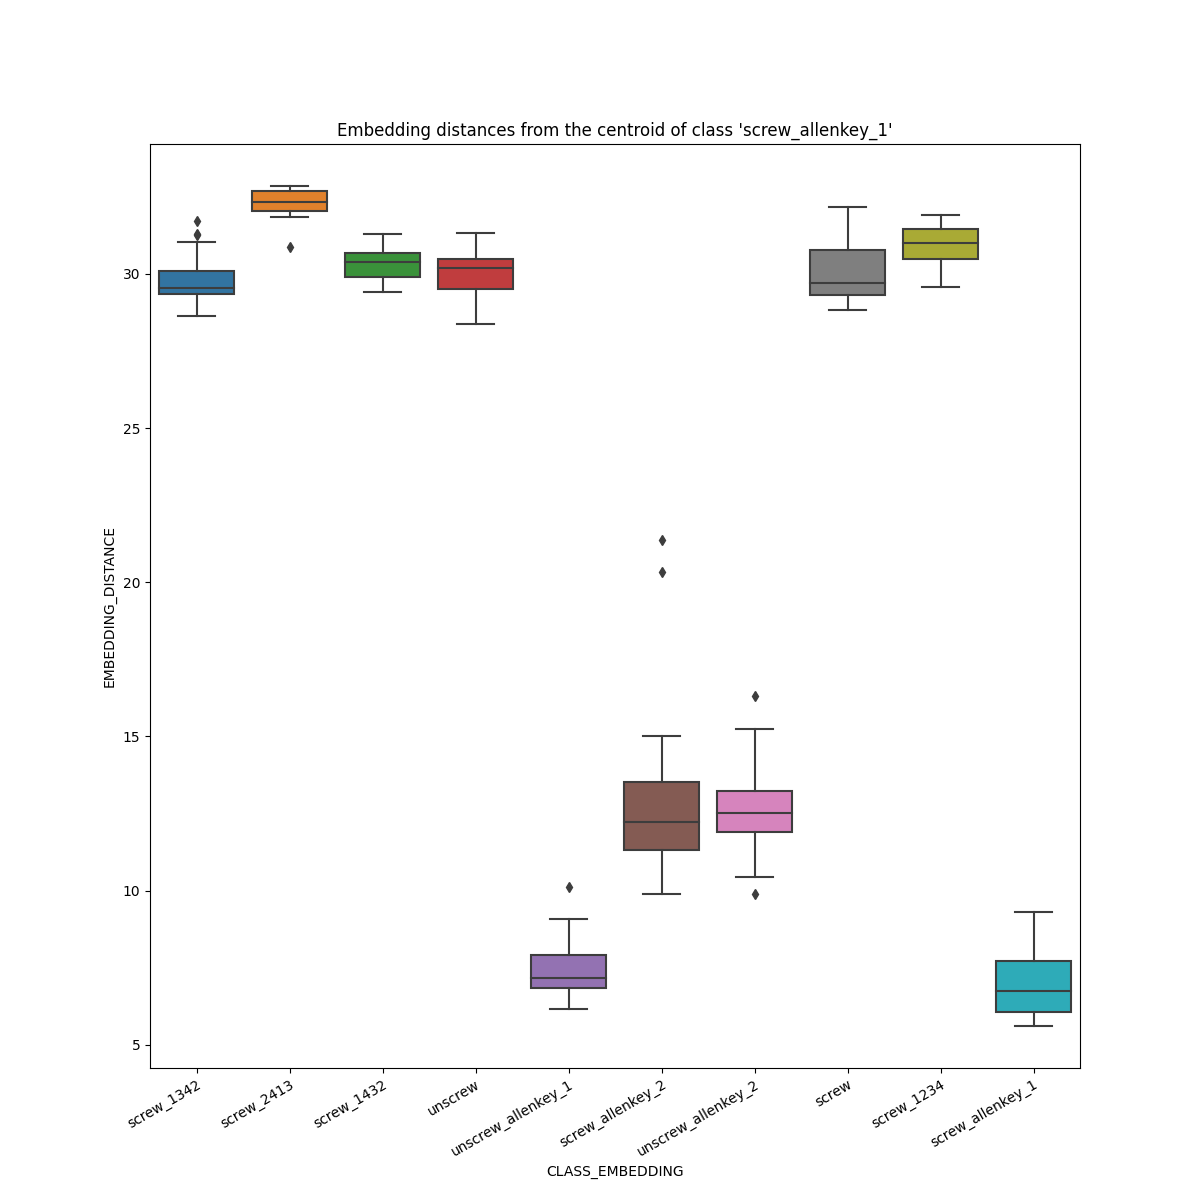 Embedding distances from the centroid of class 'screw_allenkey_1'
EMBEDDING_DISTANCE
30
25
20
15
10
5
screw_1342
screw_2413
screw_1432
unscrew
unscrew_allenkey_1
screw_allenkey_2
unscrew_allenkey_2
screw
screw_1234
screw_allenkey_1
CLASS_EMBEDDING